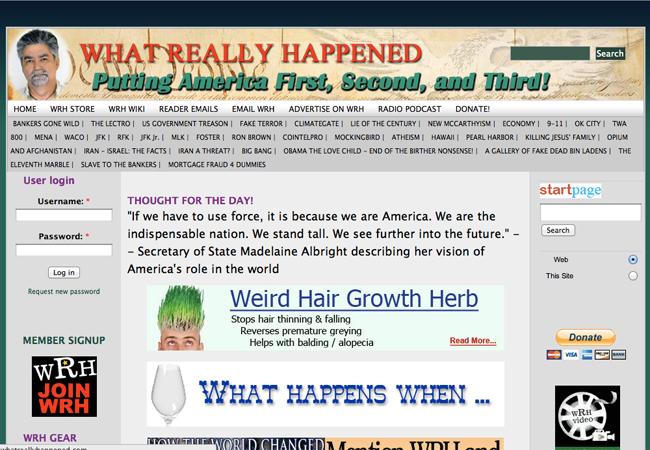 WHAT REALLY HAPPENED
Putting America First, Second, and Third!
Search
HOME WRH STORE WRH WIKI READER EMAILS EMAIL WRH ADVERTISE ON WRH RADIO PODCAST DONATE!
BANKERS GONE WILD | THE LECTRO | US GOVERNMENT TREASON | FAKE TERROR | CLIMATEGATE | LIE OF THE CENTURY | NEW MCCARTHYISM | ECONOMY | 9-11 | OK CITY | TWA
800 | MENA | WACO | JFK | RFK | JFK Jr. | MLK | FOSTER | RON BROWN | COINTELPRO | MOCKINGBIRD | ATHEISM | HAWAII | PEARL HARBOR | KILLING JESUS' FAMILY | OPIUM
AND AFGHANISTAN | IRAN - ISRAEL: THE FACTS | IRAN A THREAT? | BIG BANG | OBAMA THE LOVE CHILD - END OF THE BIRTHER NONSENSE! | A GALLERY OF FAKE DEAD BIN LADENS | THE
ELEVENTH MARBLE | SLAVE TO THE BANKERS | MORTGAGE FRAUD 4 DUMMIES
User login
Username: *
Password: *
Log in
Request new password
MEMBER SIGNUP
WRH
JOIN
WRH
WRH GEAR
whatreallyhappened.com
THOUGHT FOR THE DAY!
"If we have to use force, it is because we are America. We are the
indispensable nation. We stand tall. We see further into the future." -
- Secretary of State Madelaine Albright describing her vision of
America's role in the world
Weird Hair Growth Herb
Stops hair thinning & falling
Reverses premature greying
Helps with balding / alopecia
Read More...
WHAT HAPPENS WHEN ...
HOW THE WORLD CHANGED
Mention WRH and
startpage
Search
Web
This Site
Donate
VISA
BANK
WRH
video